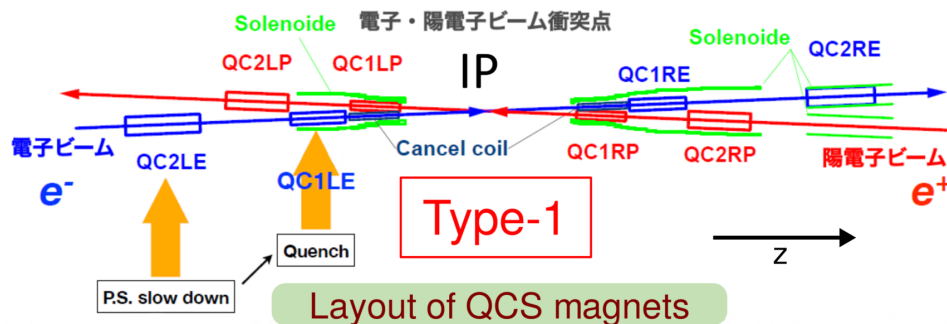 電子・陽電子ビーム衝突点
Solenoide
Solenoide
QC2LP
QC1LP
IP
QC1RE
QC2RE
電子ビーム
QC2LE
QC1LE
Cancel coil
QC1RP
QC2RP
陽電子ビーム
e-
e+
Type-1
Quench
z
P.S. slow down
Layout of QCS magnets